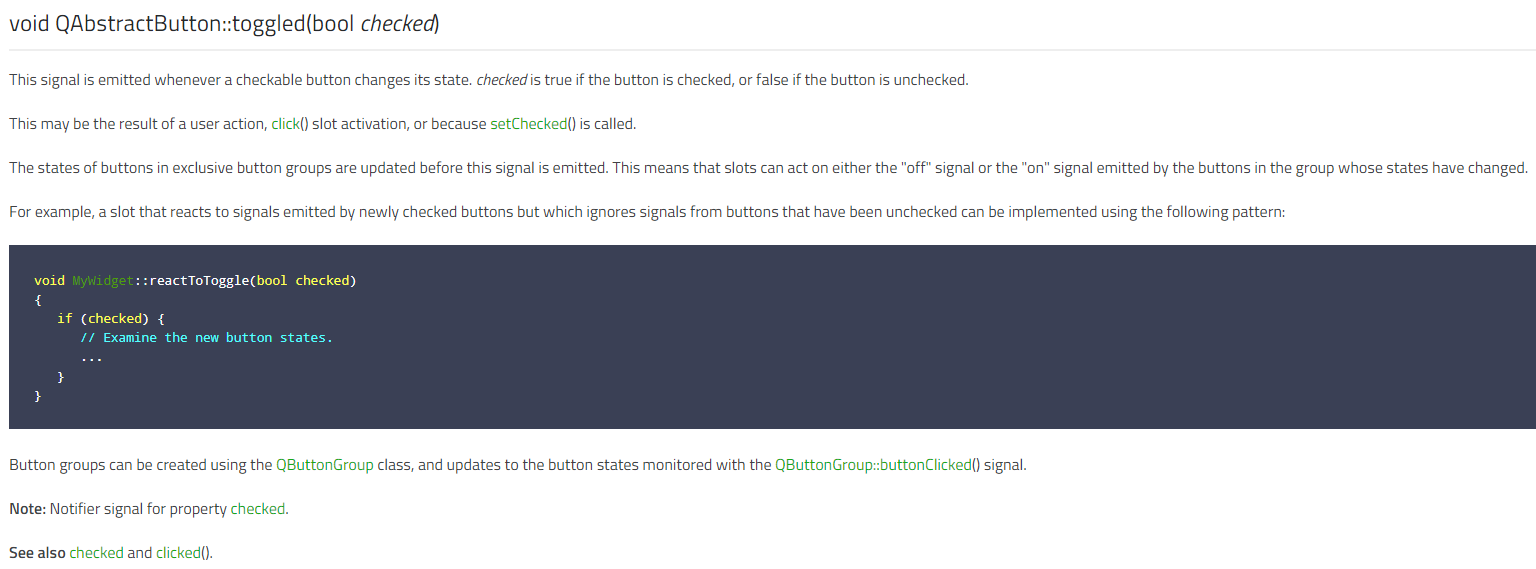 void QAbstractButton::toggled(bool checked)
This signal is emitted whenever a checkable button changes its state. checked is true if the button is checked, or false if the button is unchecked.
This may be the result of a user action, click() slot activation, or because setChecked() is called.
The states of buttons in exclusive button groups are updated before this signal is emitted. This means that slots can act on either the "off" signal or the "on" signal emitted by the buttons in the group whose states have changed.
For example, a slot that reacts to signals emitted by newly checked buttons but which ignores signals from buttons that have been unchecked can be implemented using the following pattern:
void MyWidget::reactToToggle(bool checked)
{
   if (checked) {
      // Examine the new button states.
      ...
   }
}
Button groups can be created using the QButtonGroup class, and updates to the button states monitored with the QButtonGroup::buttonClicked() signal.
Note: Notifier signal for property checked.
See also checked and clicked().